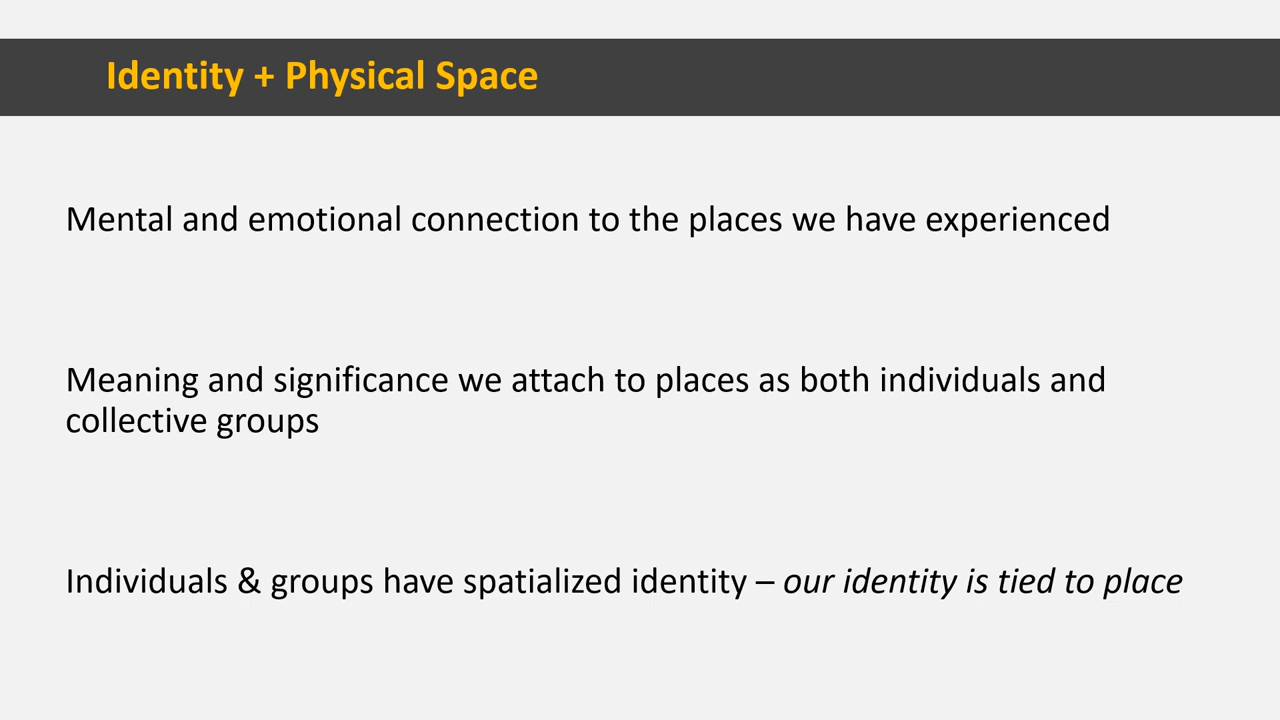 Identity + Physical Space
Mental and emotional connection to the places we have experienced
Meaning and significance we attach to places as both individuals and
collective groups
Individuals & groups have spatialized identity – our identity is tied to place